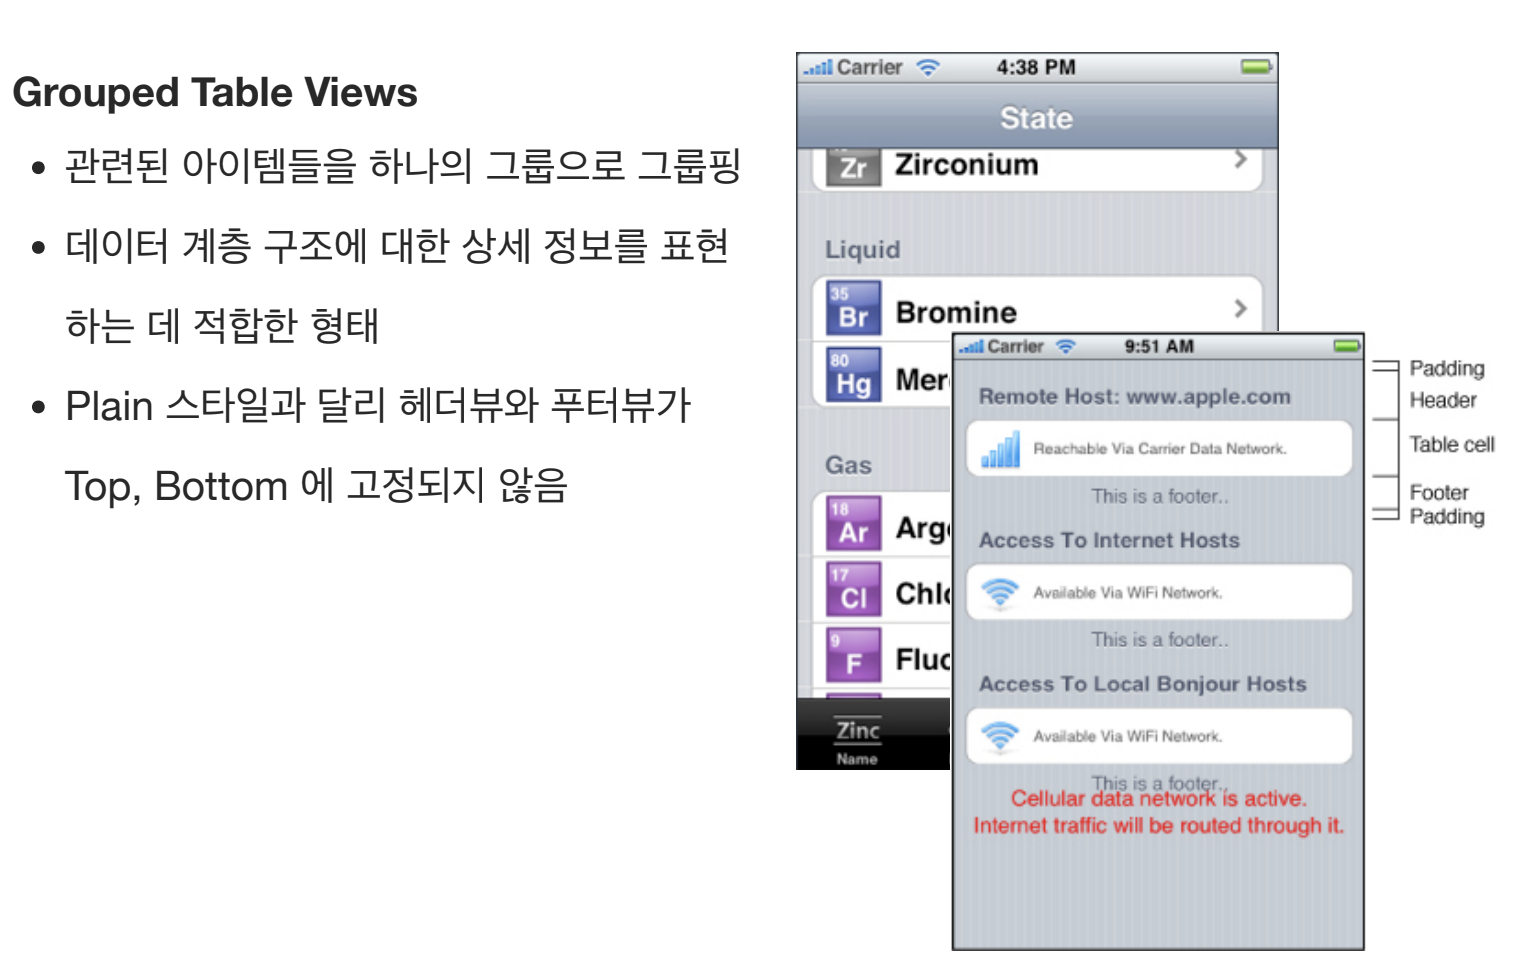 Grouped Table Views
• 관련된 아이템들을 하나의 그룹으로 그룹핑
• 데이터 계층 구조에 대한 상세 정보를 표현
하는 데 적합한 형태
• Plain 스타일과 달리 헤더뷰와 푸터뷰가
Top, Bottom 에 고정되지 않음
Carrier 4:38 PM
State
Zr Zirconium
Liquid
35
Br Bromine
80
Hg Mer
Gas
18
Ar Arg
17
Cl Chl
9
F Fluo
Zinc
Name
Carrier 9:51 AM
Remote Host: www.apple.com
Reachable Via Carrier Data Network.
This is a footer..
Access To Internet Hosts
Available Via WiFi Network.
This is a footer..
Access To Local Bonjour Hosts
Available Via WiFi Network.
This is a footer..
Cellular data network is active.
Internet traffic will be routed through it.
Padding
Header
Table cell
Footer
Padding